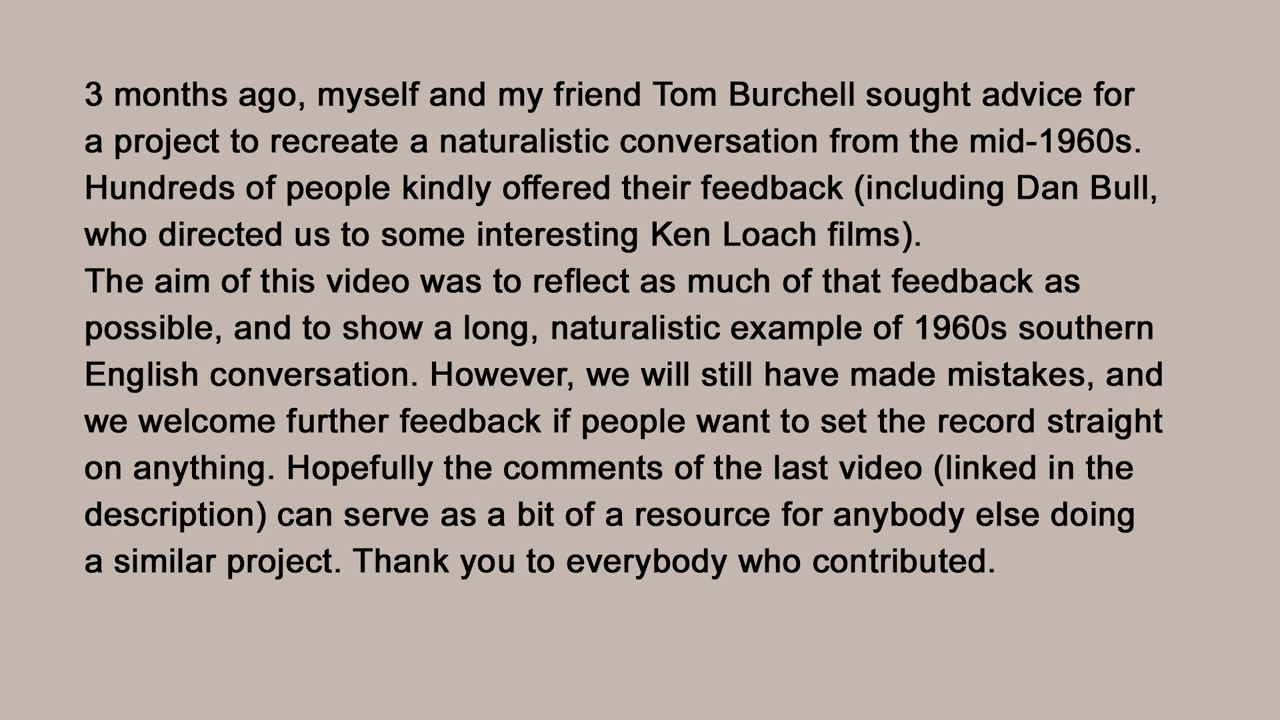 3 months ago, myself and my friend Tom Burchell sought advice for
a project to recreate a naturalistic conversation from the mid-1960s.
Hundreds of people kindly offered their feedback (including Dan Bull,
who directed us to some interesting Ken Loach films).
The aim of this video was to reflect as much of that feedback as
possible, and to show a long, naturalistic example of 1960s southern
English conversation. However, we will still have made mistakes, and
we welcome further feedback if people want to set the record straight
on anything. Hopefully the comments of the last video (linked in the
description) can serve as a bit of a resource for anybody else doing
a similar project. Thank you to everybody who contributed.